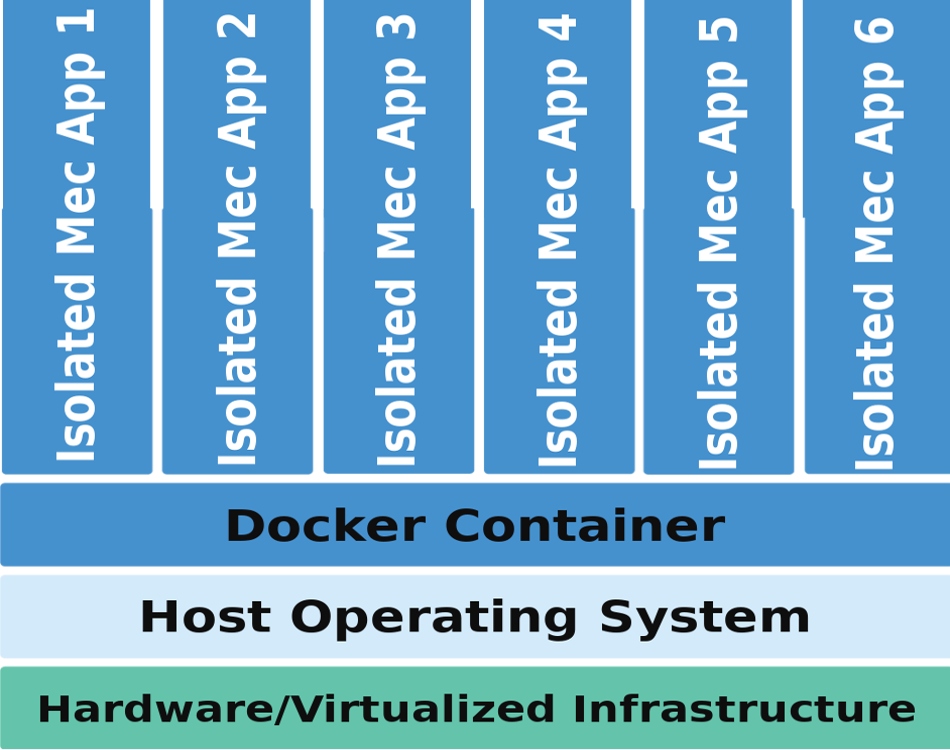 Isolated Mec App 1
Isolated Mec App 2
Isolated Mec App 3
Isolated Mec App 4
Isolated Mec App 5
Isolated Mec App 6
Docker Container
Host Operating System
Hardware/Virtualized Infrastructure